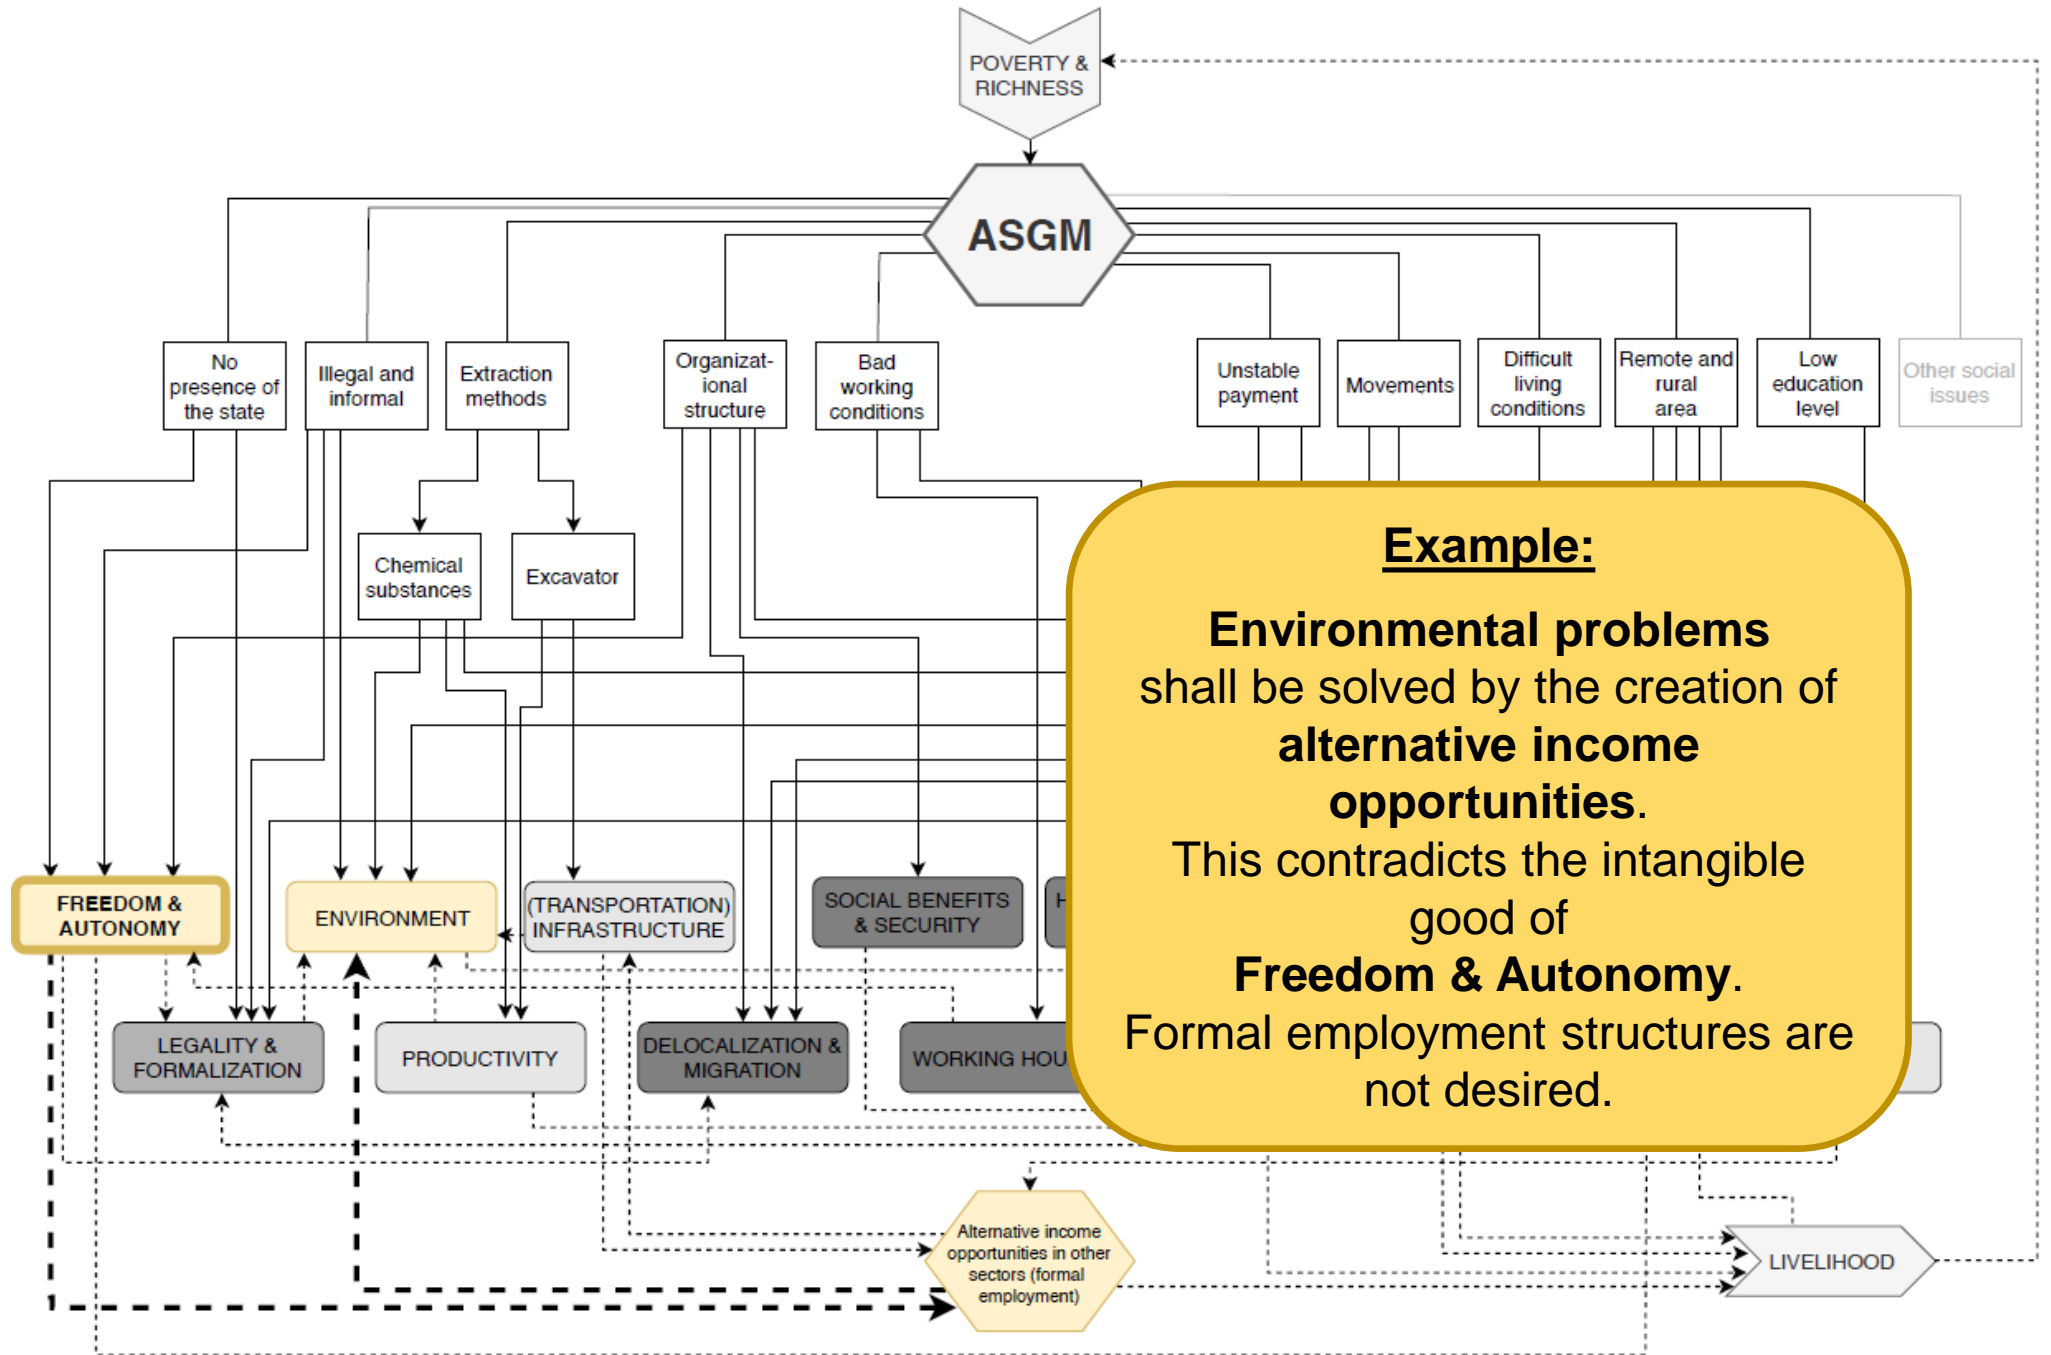 POVERTY &
RICHNESS
ASGM
No
presence of
the state
Illegal and
informal
Extraction
methods
Organizat-
ional
structure
Bad
working
conditions
Unstable
payment
Movements
Difficult
living
conditions
Remote and
rural
area
Low
education
level
Other social
issues
Chemical
substances
Excavator
Example:
Environmental problems
shall be solved by the creation of
alternative income
opportunities.
This contradicts the intangible
good of
Freedom & Autonomy.
Formal employment structures are
not desired.
FREEDOM &
AUTONOMY
ENVIRONMENT
(TRANSPORTATION)
INFRASTRUCTURE
SOCIAL BENEFITS
& SECURITY
LEGALITY &
FORMALIZATION
PRODUCTIVITY
DELOCALIZATION &
MIGRATION
WORKING
Alternative income
opportunities in other
sectors (formal
employment)
LIVELIHOOD